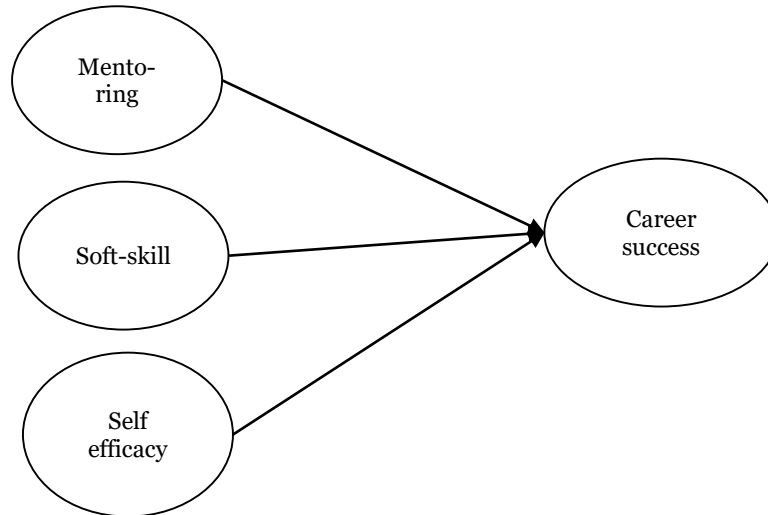 Mento-
ring
Soft-skill
Self
efficacy
Career
success